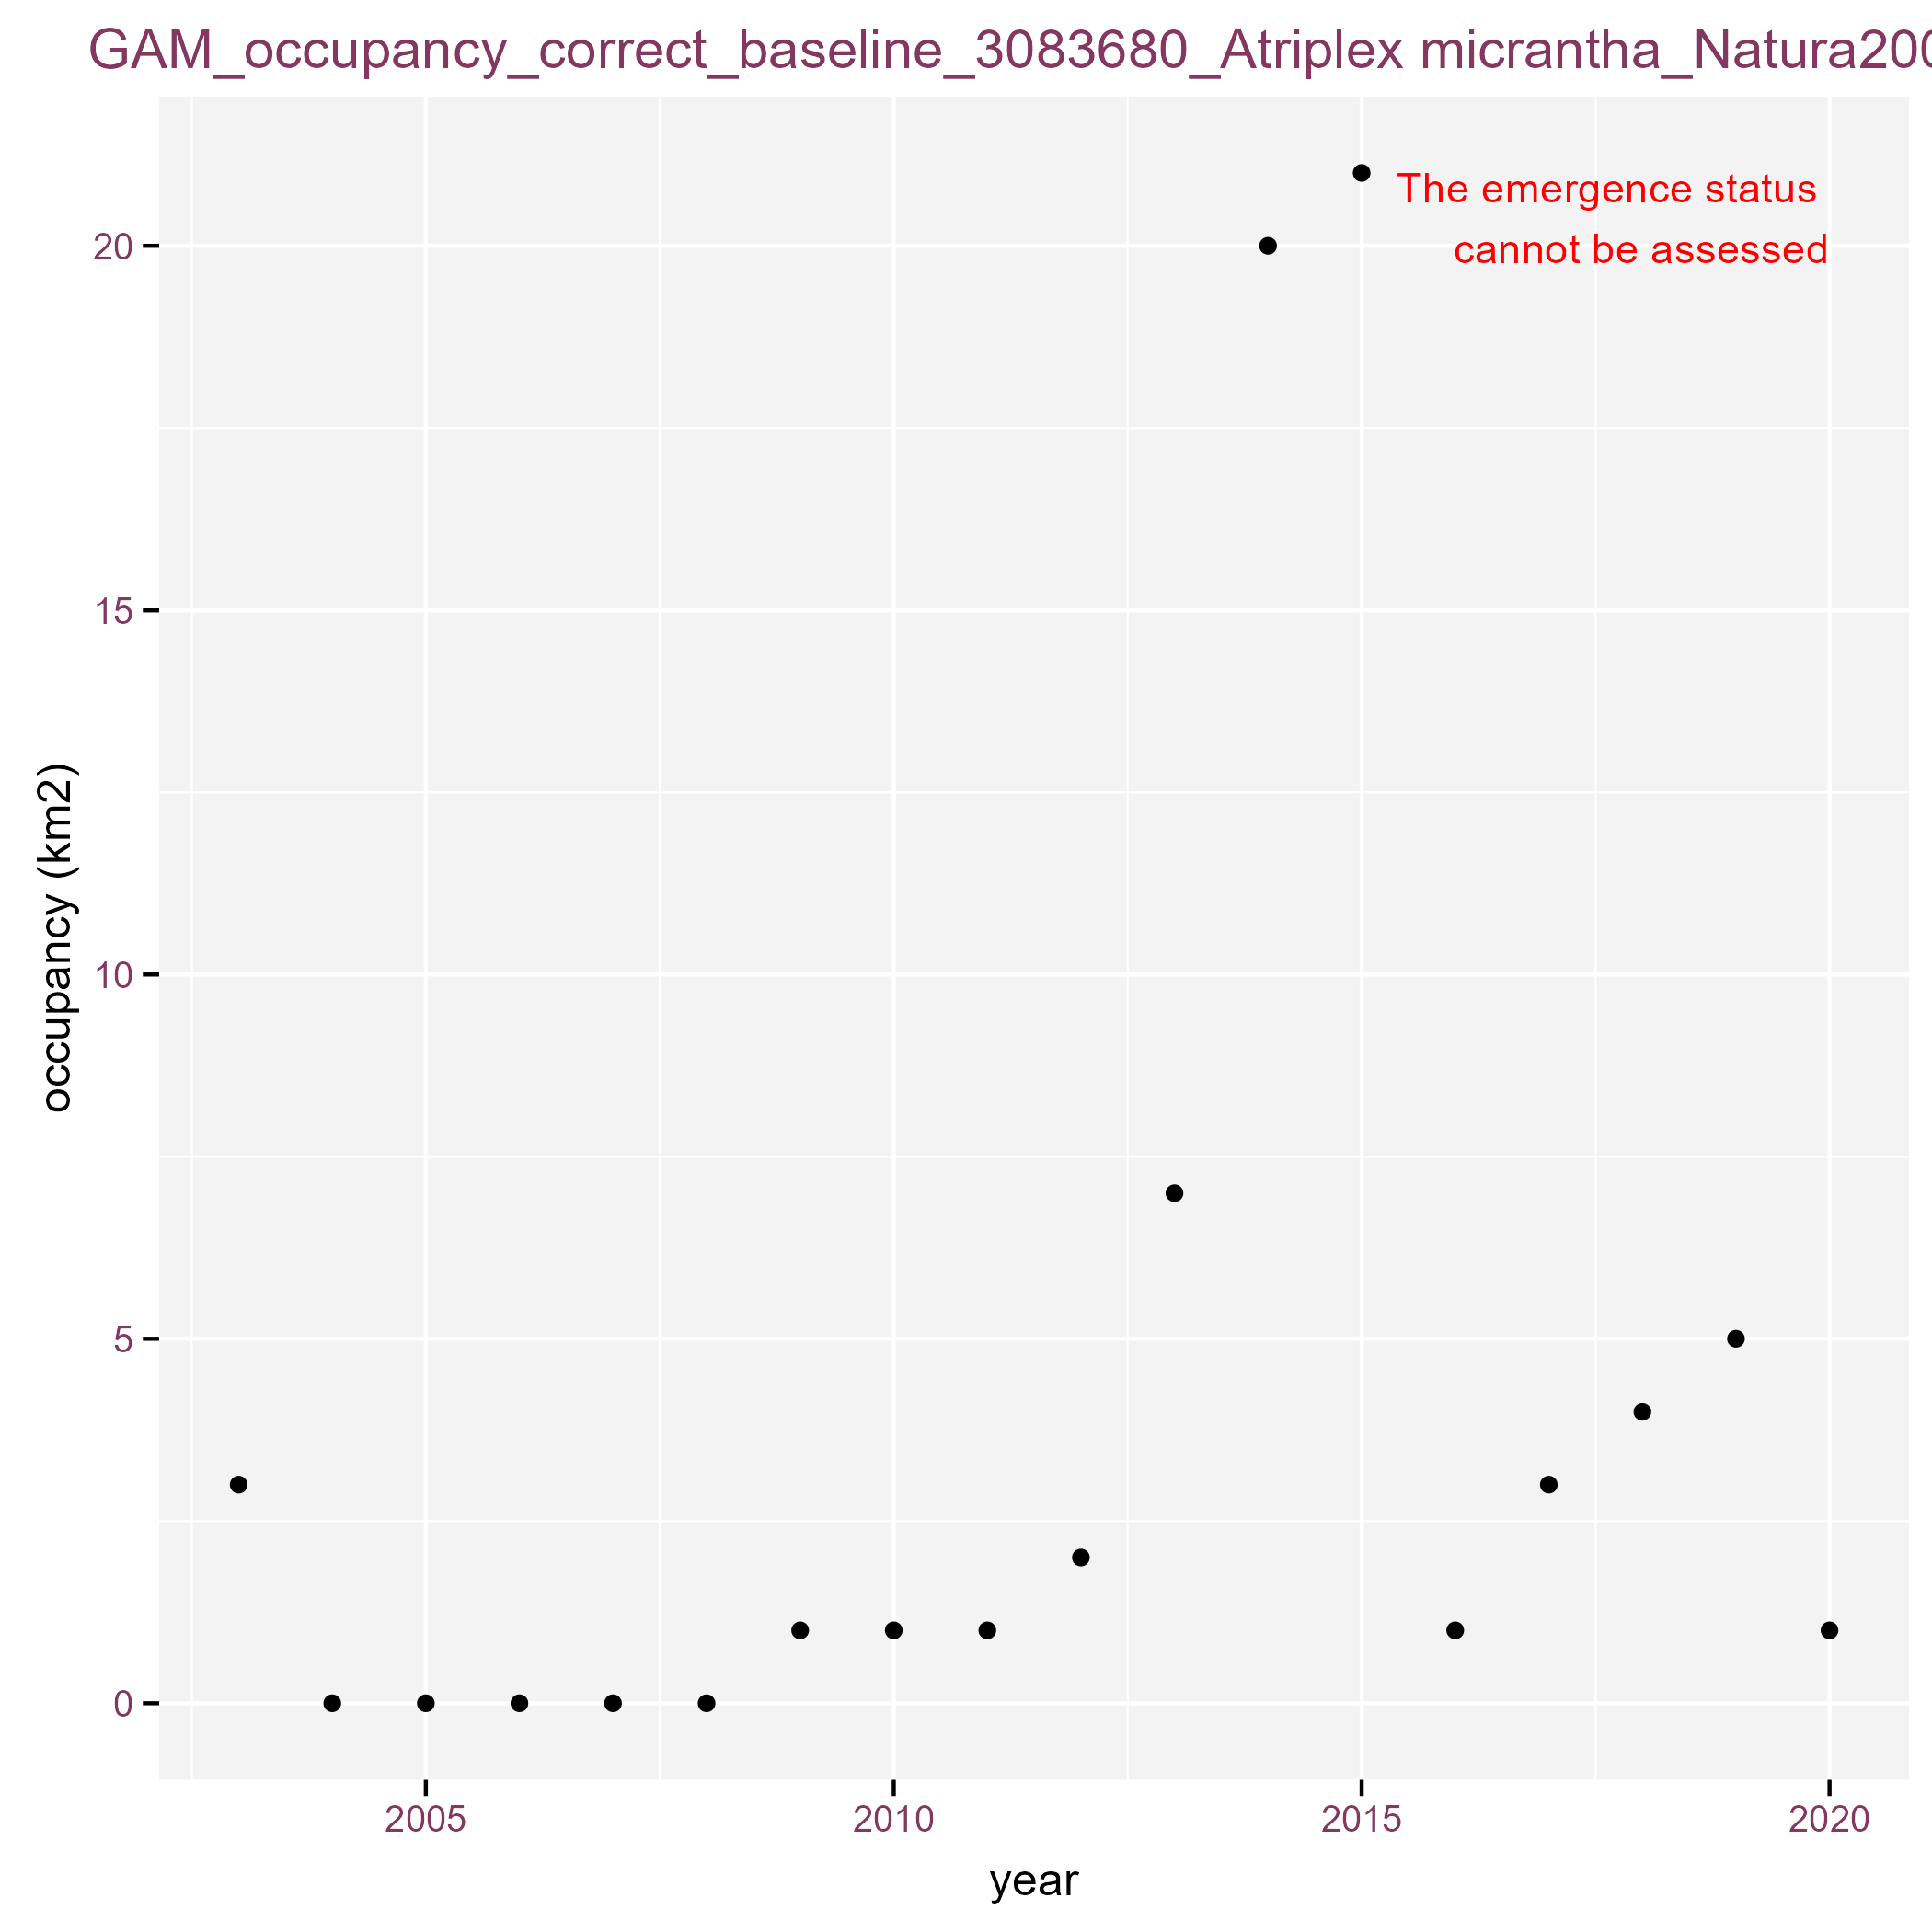 GAM_occupancy_correct_baseline_3083680_Atriplex micrantha_Natura200
The emergence status
cannot be assessed
20
15
10
5
0
occupancy (km2)
2005 2010 2015 2020
year